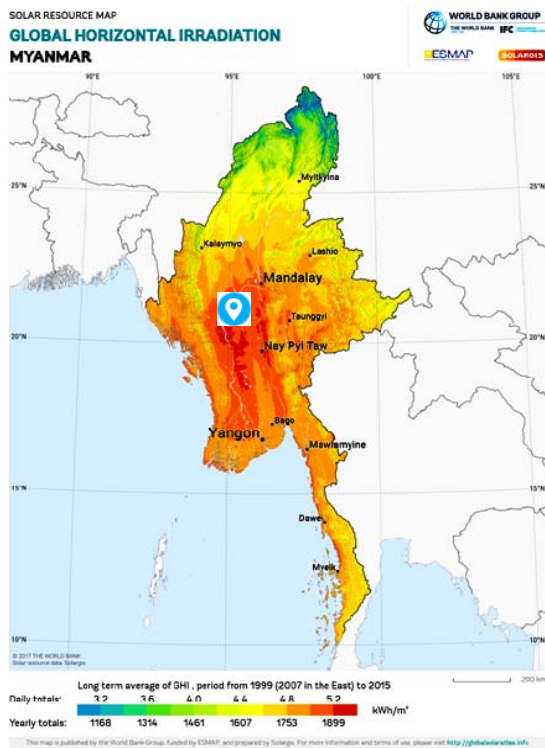 SOLAR RESOURCE MAP
GLOBAL HORIZONTAL IRRADIATION
MYANMAR
WORLD BANK GROUP
THE WORLD BANK IFC
ESMAP SOLARGIS
90°E 95°E 100°E 105°E
Myitkyina
25°N 25°N
Kalaymyo
Lashio
Mandalay
Taunggyi
20°N 20°N
Nay Pyi Taw
Bago
Yangon
Mawlamyine
15°N 15°N
Dawei
Myeik
10°N 10°N
© 2017 THE WORLD BANK
Solar resource data: Solargis
200 km
Long term average of GHI , period from 1999 (2007 in the East) to 2015
Daily totals: 3.2 3.6 4.0 4.4 4.8 5.2
kWh/m²
Yearly totals: 1168 1314 1461 1607 1753 1899
This map is published by the World Bank Group, funded by ESMAP, and prepared by Solargis. For more information and terms of use, please visit http://globalsolaratlas.info